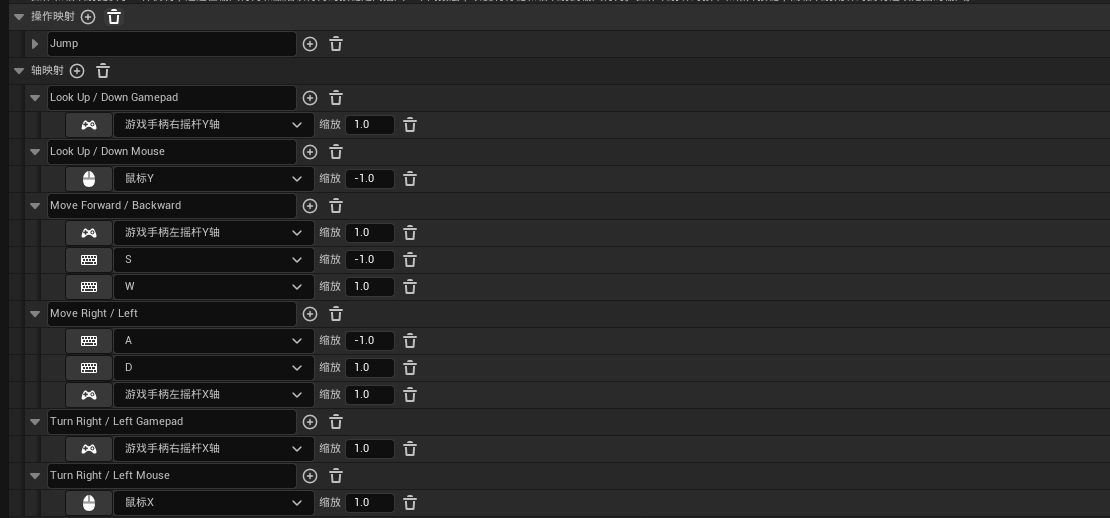 操作映射
Jump
轴映射
Look Up / Down Gamepad
游戏手柄右摇杆Y轴 缩放 1.0
Look Up / Down Mouse
鼠标Y 缩放 -1.0
Move Forward / Backward
游戏手柄左摇杆Y轴 缩放 1.0
S 缩放 -1.0
W 缩放 1.0
Move Right / Left
A 缩放 -1.0
D 缩放 1.0
游戏手柄左摇杆X轴 缩放 1.0
Turn Right / Left Gamepad
游戏手柄右摇杆X轴 缩放 1.0
Turn Right / Left Mouse
鼠标X 缩放 1.0